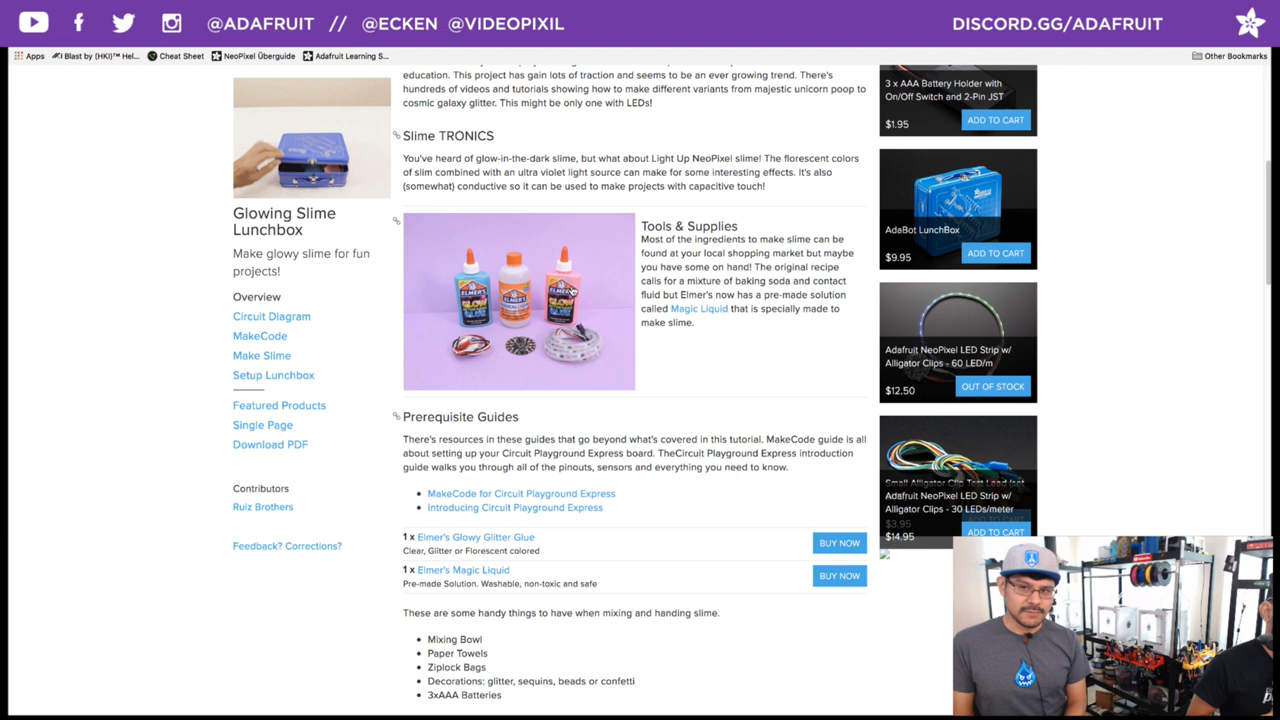 @ADAFRUIT // @ECKEN @VIDEOPIXIL
DISCORD.GG/ADAFRUIT
Apps
Blast by (HKI)™ Hel...
Cheat Sheet
NeoPixel Überguide
Adafruit Learning S...
Other Bookmarks
education. This project has gain lots of traction and seems to be an ever growing trend. There's
hundreds of videos and tutorials showing how to make different variants from majestic unicorn poop to
cosmic galaxy glitter. This might be only one with LEDs!
Slime TRONICS
You've heard of glow-in-the-dark slime, but what about Light Up NeoPixel slime! The florescent colors
of slim combined with an ultra violet light source can make for some interesting effects. It's also
(somewhat) conductive so it can be used to make projects with capacitive touch!
Glowing Slime
Lunchbox
Make glowy slime for fun
projects!
Overview
Circuit Diagram
MakeCode
Make Slime
Setup Lunchbox
Featured Products
Single Page
Download PDF
Contributors
Ruiz Brothers
Feedback? Corrections?
ELMER'S
GLOW
ELMER'S
ELMER'S
GLOW
Tools & Supplies
Most of the ingredients to make slime can be
found at your local shopping market but maybe
you have some on hand! The original recipe
calls for a mixture of baking soda and contact
fluid but Elmer's now has a pre-made solution
called Magic Liquid that is specially made to
make slime.
Prerequisite Guides
There's resources in these guides that go beyond what's covered in this tutorial. MakeCode guide is all
about setting up your Circuit Playground Express board. TheCircuit Playground Express introduction
guide walks you through all of the pinouts, sensors and everything you need to know.
MakeCode for Circuit Playground Express
Introducing Circuit Playground Express
1 x Elmer's Glowy Glitter Glue
Clear, Glitter or Florescent colored
BUY NOW
1 x Elmer's Magic Liquid
Pre-made Solution. Washable, non-toxic and safe
BUY NOW
These are some handy things to have when mixing and handing slime.
Mixing Bowl
Paper Towels
Ziplock Bags
Decorations: glitter, sequins, beads or confetti
3xAAA Batteries
3 x AAA Battery Holder with
On/Off Switch and 2-Pin JST
$1.95
ADD TO CART
AdaBot LunchBox
$9.95
ADD TO CART
Adafruit NeoPixel LED Strip w/
Alligator Clips - 60 LED/m
$12.50
OUT OF STOCK
Small Alligator Clip Test Lead (set
Adafruit NeoPixel LED Strip w/
Alligator Clips - 30 LEDs/meter
$3.95
ADD TO CART
$14.95